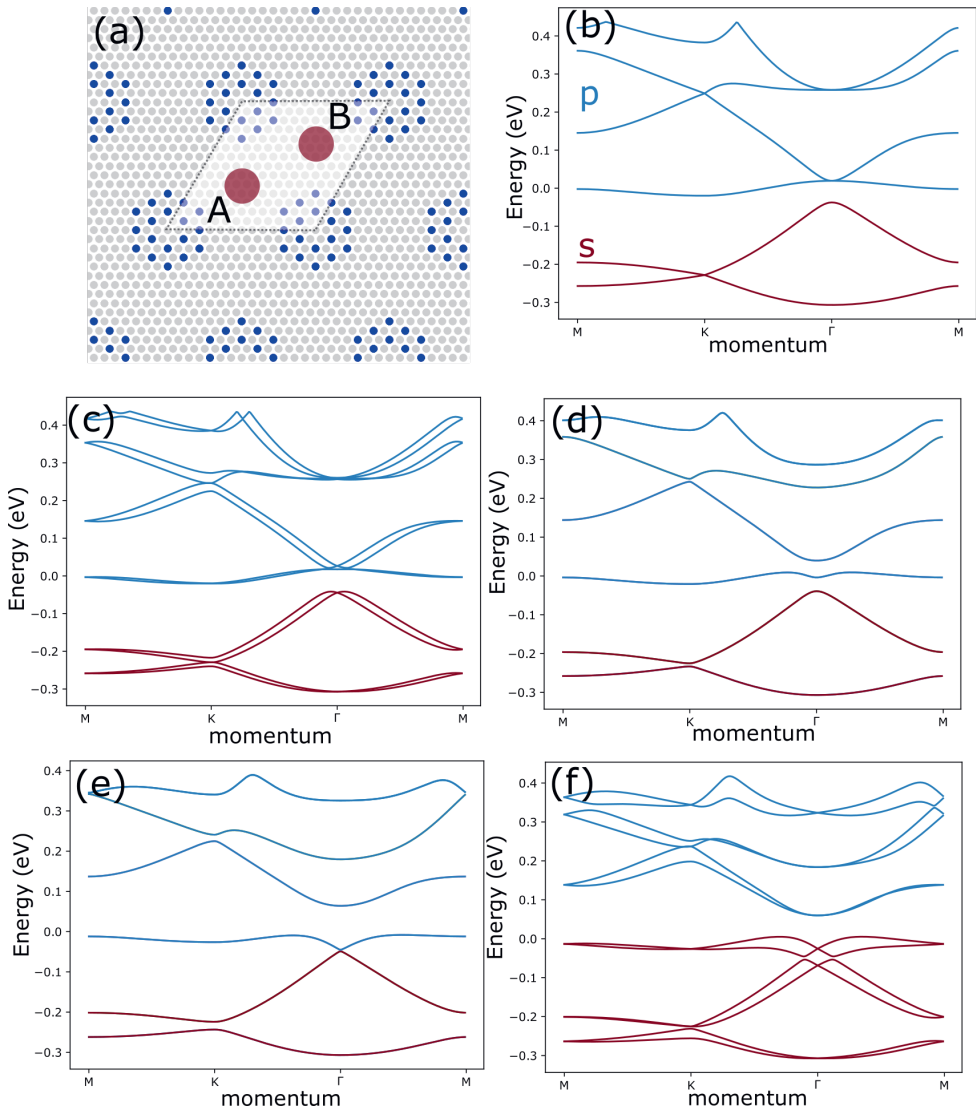 (a)
A
B
(b)
p
s
Energy (eV)
0.4
0.3
0.2
0.1
0.0
−0.1
−0.2
−0.3
M
K
Γ
M
momentum
(c)
Energy (eV)
0.4
0.3
0.2
0.1
0.0
−0.1
−0.2
−0.3
M
K
Γ
M
momentum
(d)
Energy (eV)
0.4
0.3
0.2
0.1
0.0
−0.1
−0.2
−0.3
M
K
Γ
M
momentum
(e)
Energy (eV)
0.4
0.3
0.2
0.1
0.0
−0.1
−0.2
−0.3
M
K
Γ
M
momentum
(f)
Energy (eV)
0.4
0.3
0.2
0.1
0.0
−0.1
−0.2
−0.3
M
K
Γ
M
momentum